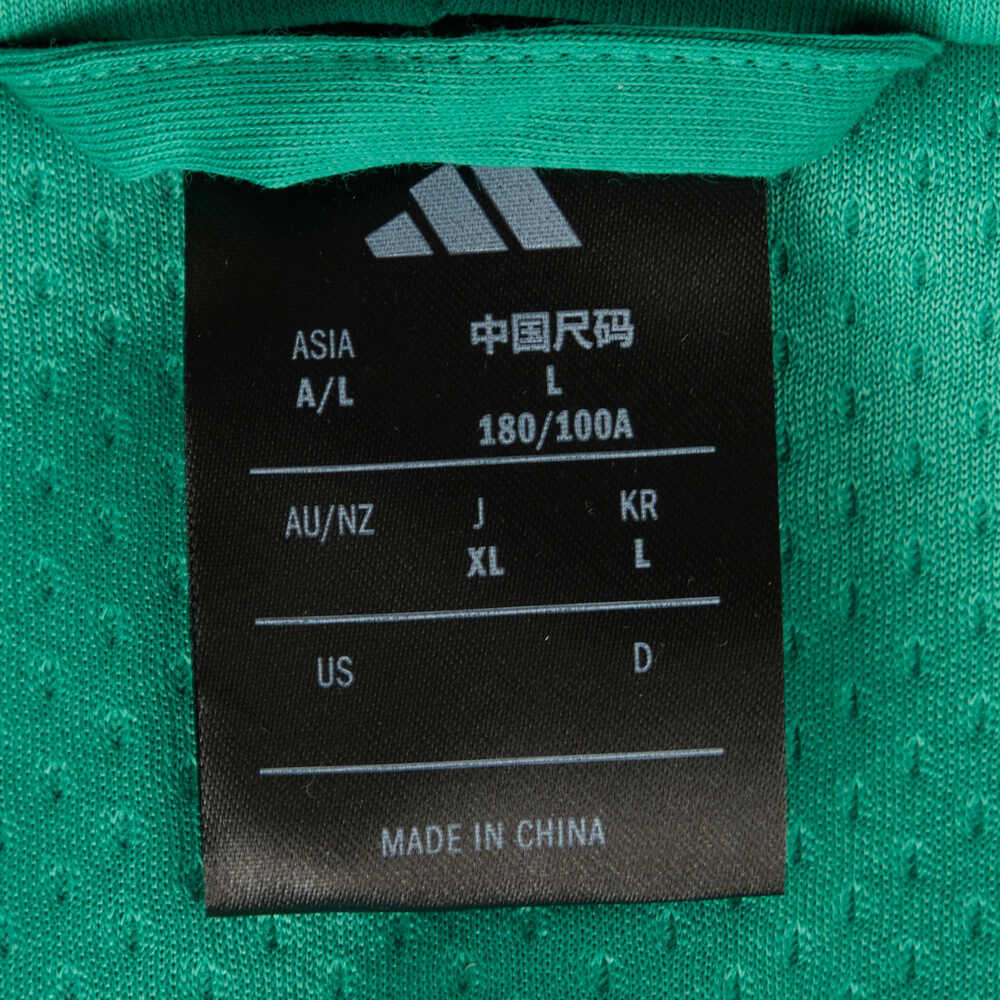 ASIA 中国尺码
A/L L
180/100A
AU/NZ J KR
XL L
US D
MADE IN CHINA